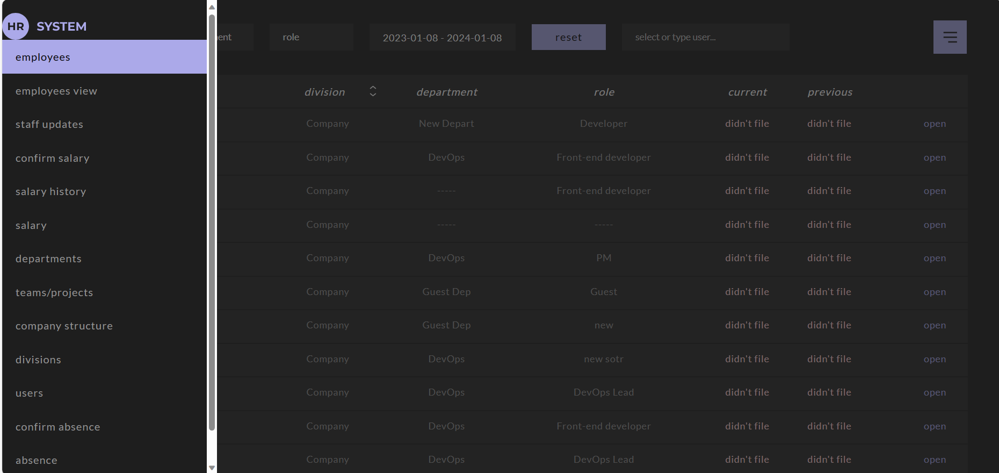 HR SYSTEM
employees
employees view
staff updates
confirm salary
salary history
salary
departments
teams/projects
company structure
divisions
users
confirm absence
absence
role 2023-01-08 - 2024-01-08 reset select or type user...
division department role current previous
Company New Depart Developer didn't file didn't file open
Company DevOps Front-end developer didn't file didn't file open
Company ----- Front-end developer didn't file didn't file open
Company ----- ----- didn't file didn't file open
Company DevOps PM didn't file didn't file open
Company Guest Dep Guest didn't file didn't file open
Company Guest Dep new didn't file didn't file open
Company DevOps new sotr didn't file didn't file open
Company DevOps DevOps Lead didn't file didn't file open
Company DevOps Front-end developer didn't file didn't file open
Company DevOps DevOps Lead didn't file didn't file open